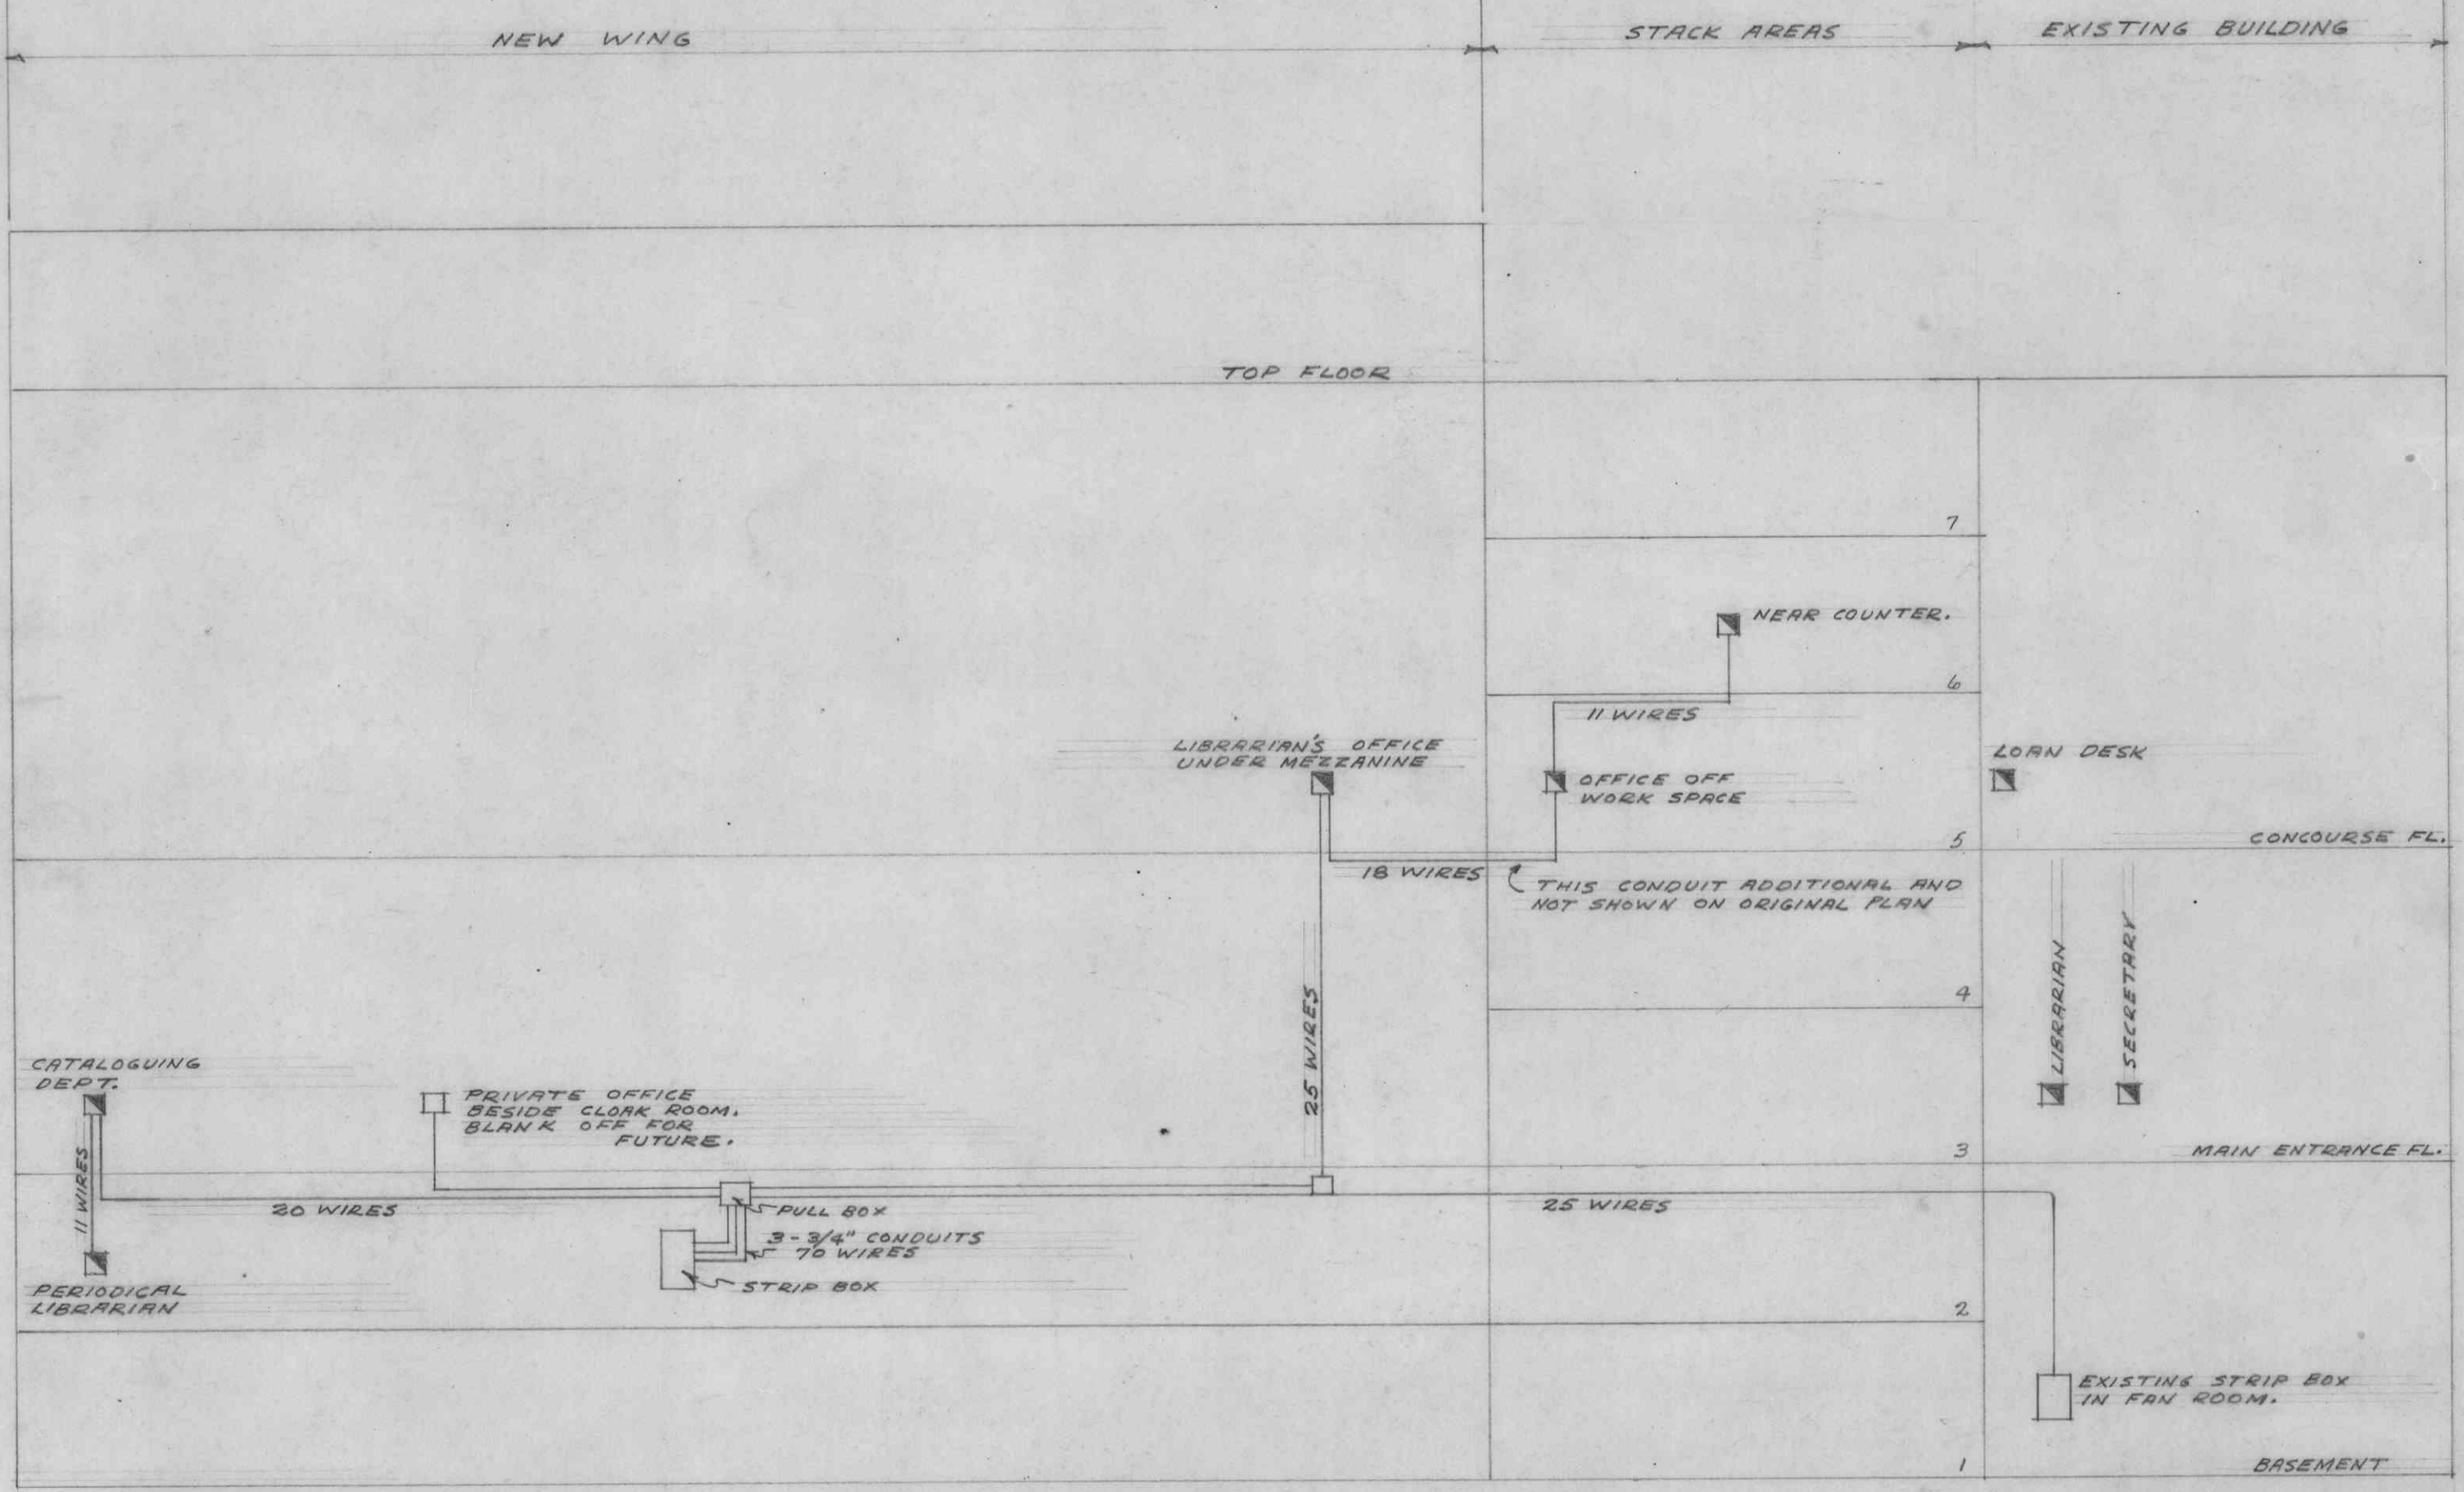 NEW WING
STACK AREAS
EXISTING BUILDING
TOP FLOOR
7
NEAR COUNTER.
6
11 WIRES
LIBRARIAN'S OFFICE
UNDER MEZZANINE
OFFICE OFF
WORK SPACE
LOAN DESK
5
CONCOURSE FL.
18 WIRES
THIS CONDUIT ADDITIONAL AND
NOT SHOWN ON ORIGINAL PLAN
LIBRARIAN
SECRETARY
4
25 WIRES
CATALOGUING
DEPT.
PRIVATE OFFICE
BESIDE CLOAK ROOM.
BLANK OFF FOR
FUTURE.
11 WIRES
3
MAIN ENTRANCE FL.
20 WIRES
PULL BOX
25 WIRES
3-3/4" CONDUITS
70 WIRES
STRIP BOX
PERIODICAL
LIBRARIAN
2
EXISTING STRIP BOX
IN FAN ROOM.
1
BASEMENT